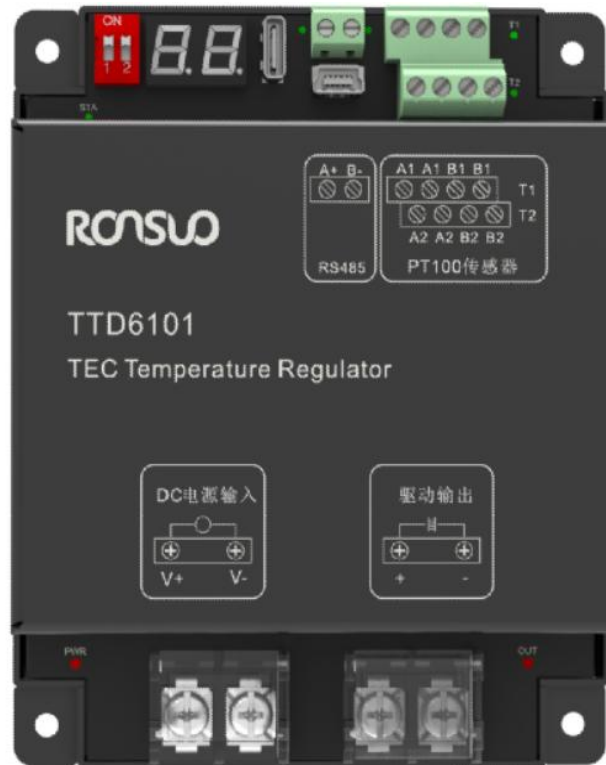 ON
1 2
8.8.
T1
T2
STA
A+ B-
RS485
A1 A1 B1 B1
T1
T2
A2 A2 B2 B2
PT100传感器
RONSUO
TTD6101
TEC Temperature Regulator
DC电源输入
V+ V-
驱动输出
+ -
PWR
OUT